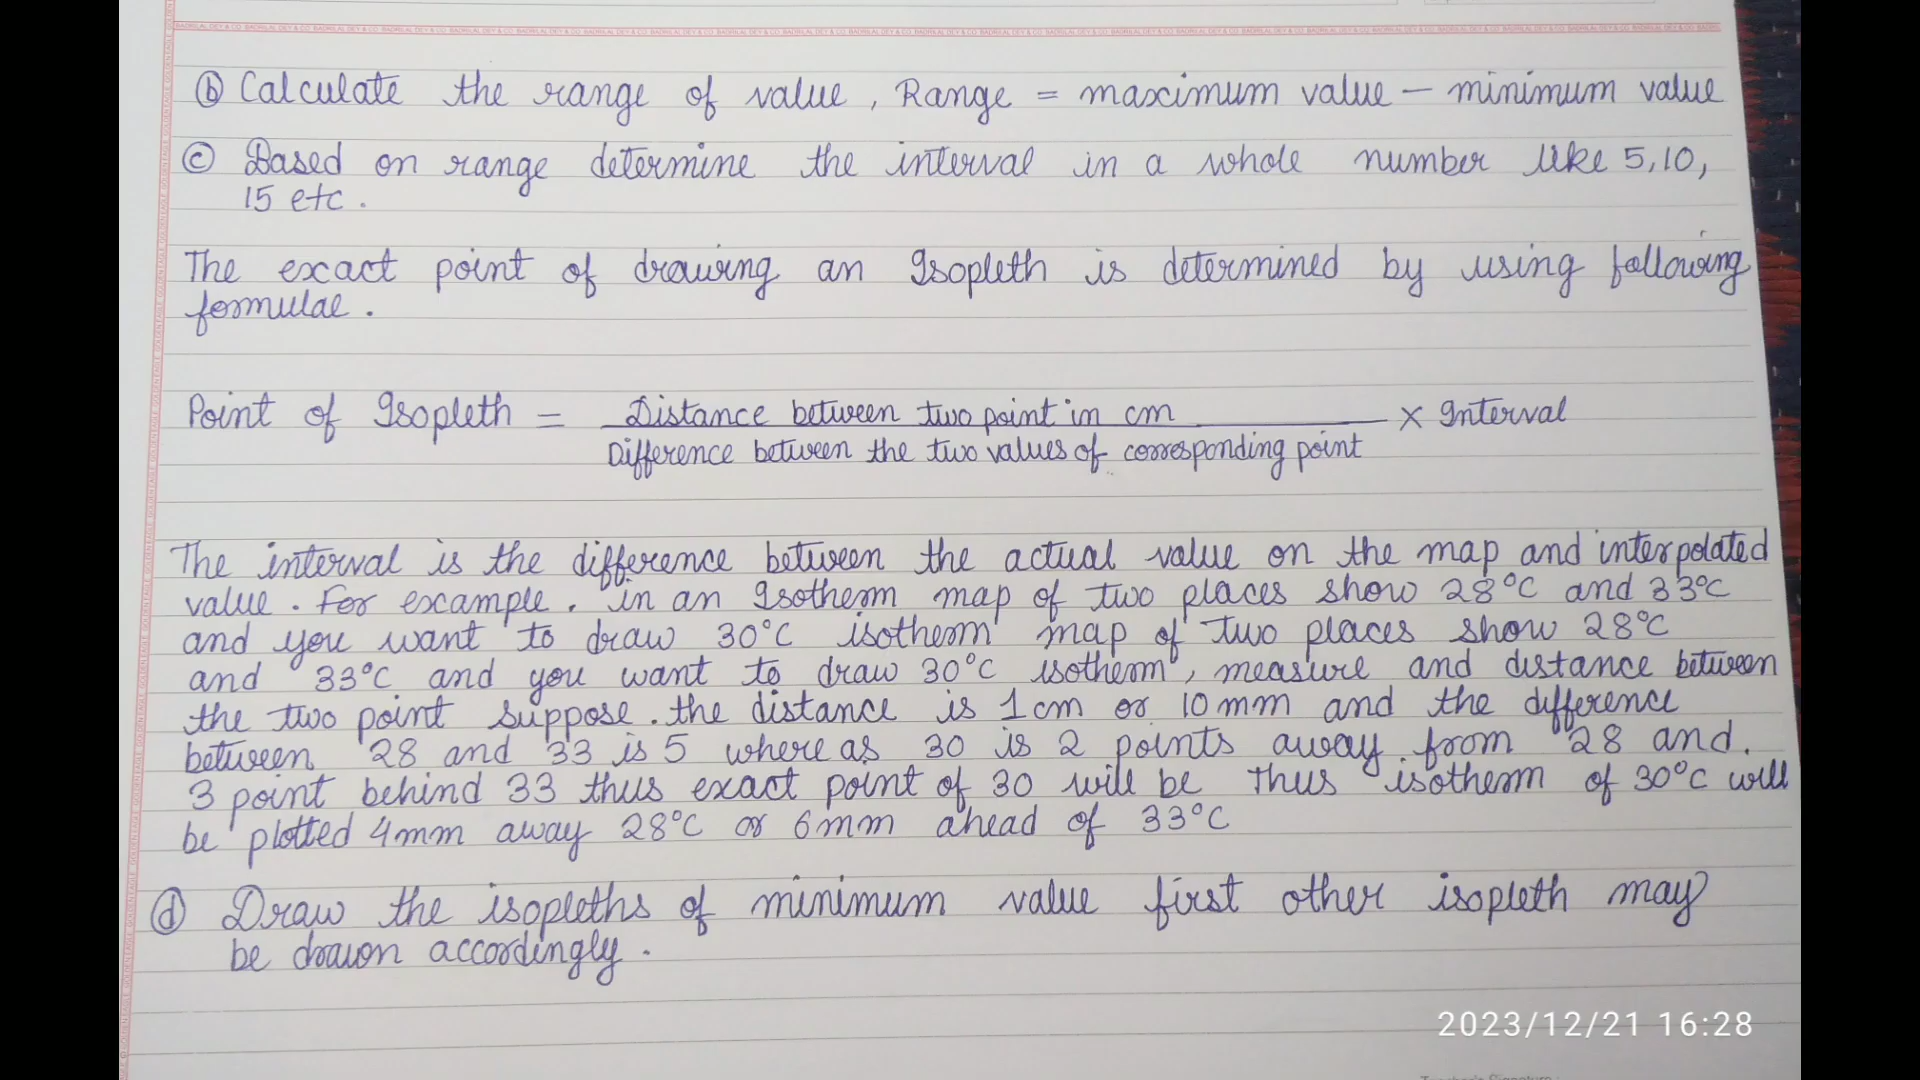 ⓑ Calculate the range of value, Range = maximum value – minimum value
ⓒ Based on range determine the interval in a whole number like 5,10,
15 etc.
The exact point of drawing an Isopleth is determined by using following
formulae.
Point of Isopleth = Distance between two point in cm × Interval
Difference between the two values of corresponding point
The interval is the difference between the actual value on the map and interpolated
value. For example. in an Isotherm map of two places show 28°C and 33°C
and you want to draw 30°C isotherm map of two places show 28°C
and 33°C and you want to draw 30°C isotherm, measure and distance between
the two point suppose. the distance is 1cm or 10mm and the difference
between 28 and 33 is 5 where as 30 is 2 points away from 28 and.
3 point behind 33 thus exact point of 30 will be Thus isotherm of 30°C will
be plotted 4mm away 28°C or 6mm ahead of 33°C
ⓓ Draw the isopleths of minimum value first other isopleth may
be drawn accordingly.
2023/12/21 16:28